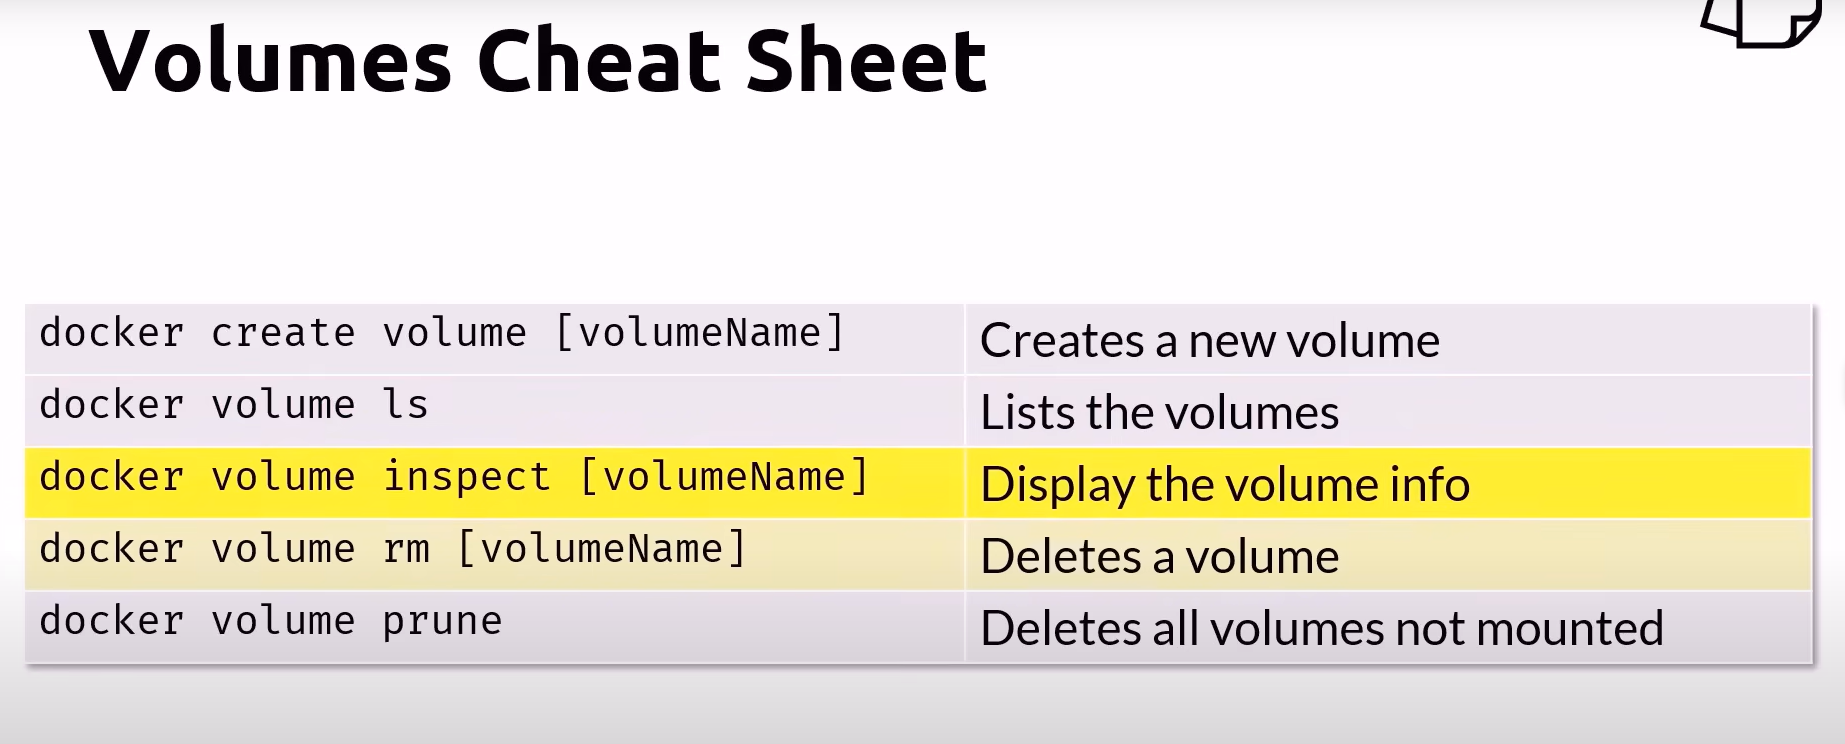 Volumes Cheat Sheet
docker create volume [volumeName] Creates a new volume
docker volume ls Lists the volumes
docker volume inspect [volumeName] Display the volume info
docker volume rm [volumeName] Deletes a volume
docker volume prune Deletes all volumes not mounted